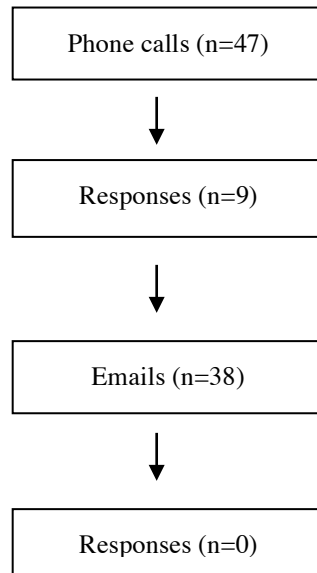 Phone calls (n=47)
Responses (n=9)
Emails (n=38)
Responses (n=0)